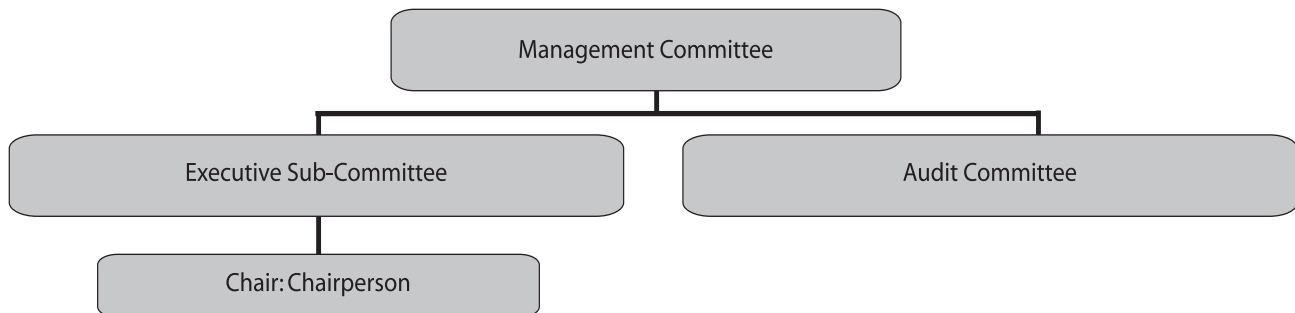 Management Committee
Executive Sub-Committee
Audit Committee
Chair: Chairperson